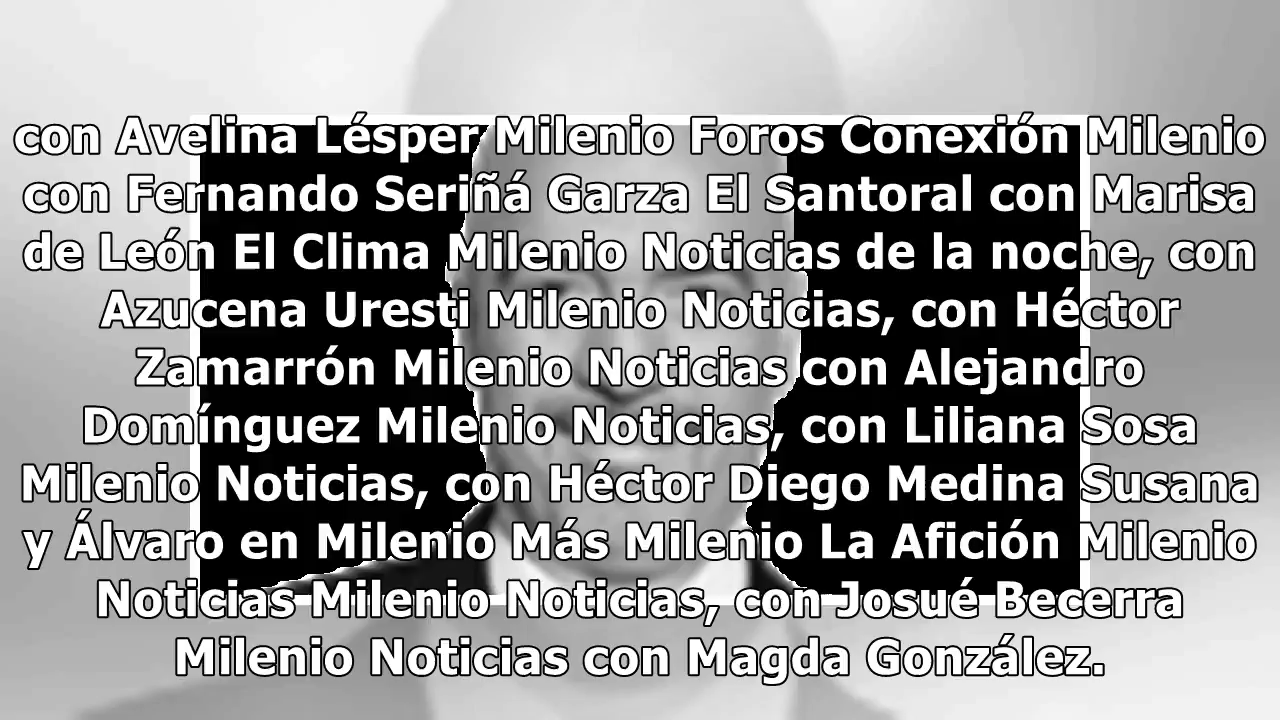 con Avelina Lésper Milenio Foros Conexión Milenio
con Fernando Seriñá Garza El Santoral con Marisa
de León El Clima Milenio Noticias de la noche, con
Azucena Uresti Milenio Noticias, con Héctor
Zamarrón Milenio Noticias con Alejandro
Domínguez Milenio Noticias, con Liliana Sosa
Milenio Noticias, con Héctor Diego Medina Susana
y Álvaro en Milenio Más Milenio La Afición Milenio
Noticias Milenio Noticias, con Josué Becerra
Milenio Noticias con Magda González.